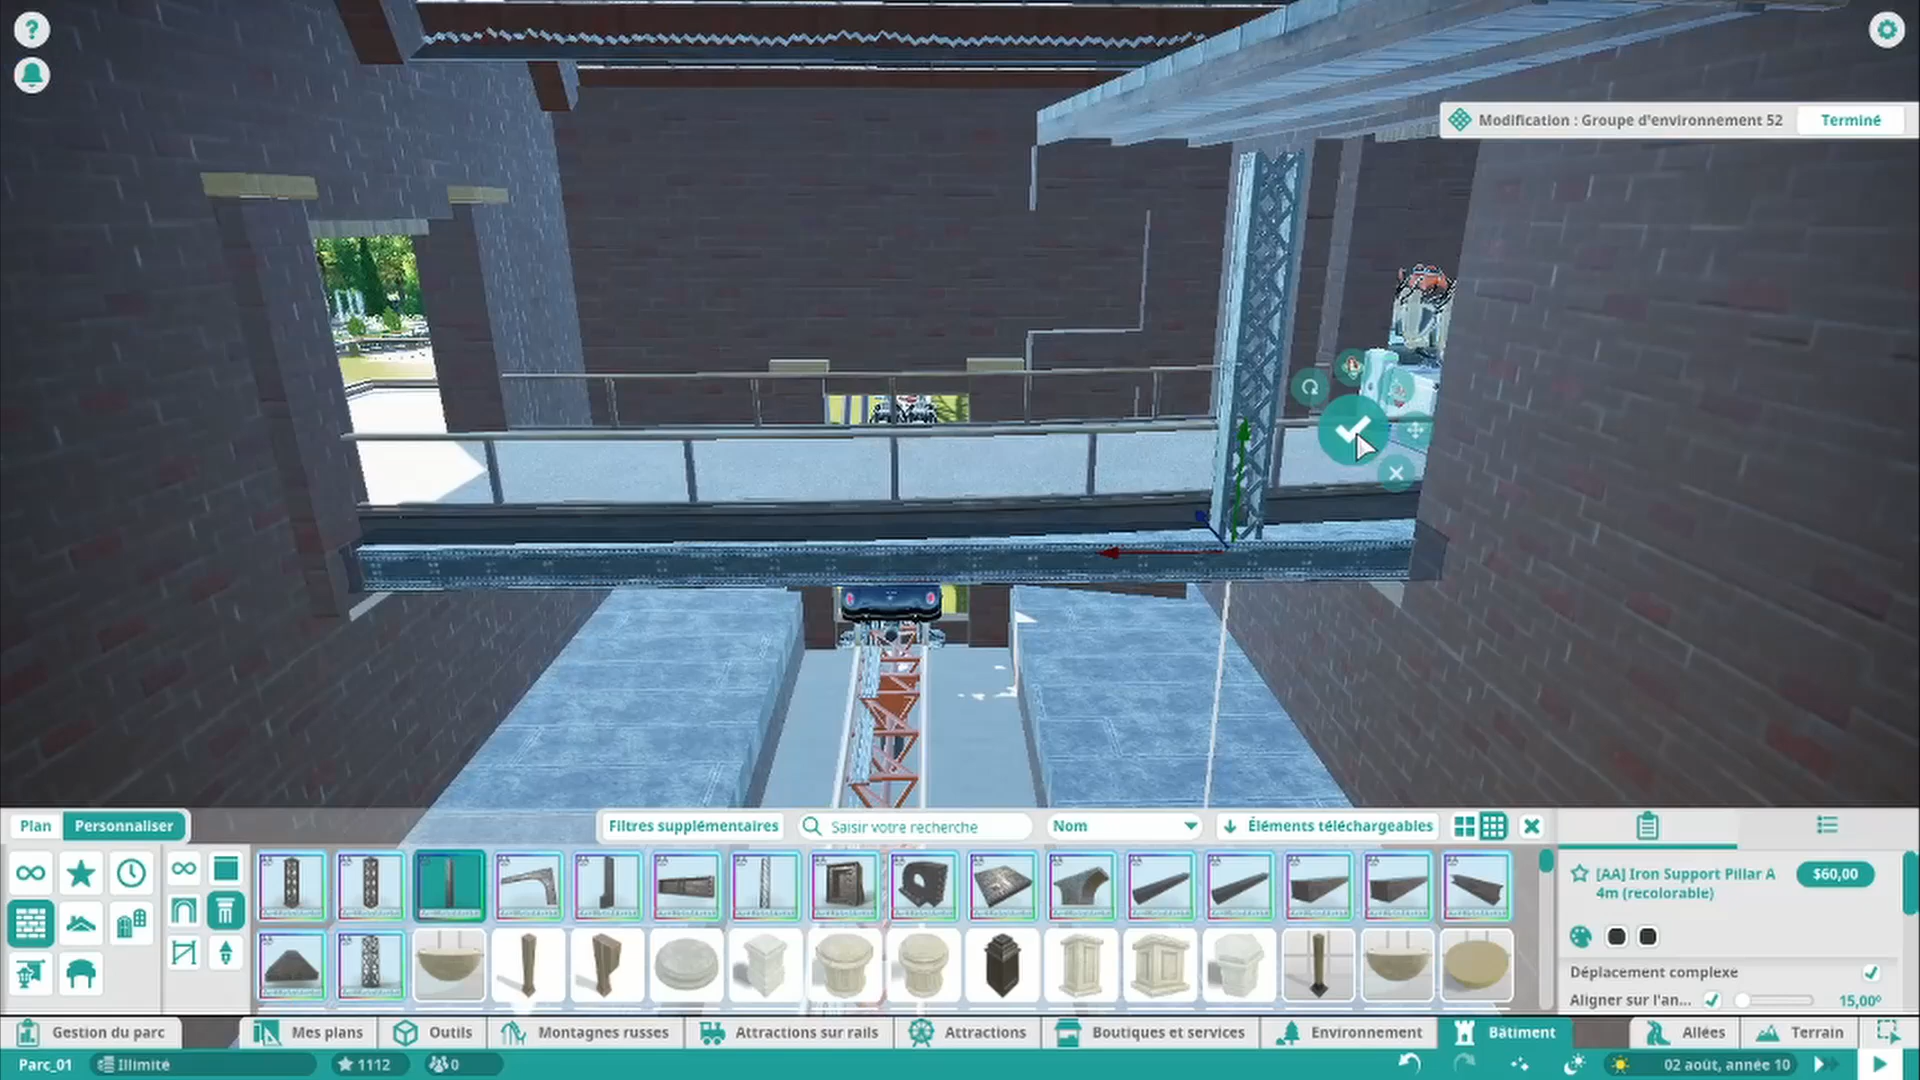 Modification : Groupe d'environnement 52
Terminé
Plan
Personnaliser
Filtres supplémentaires
Saisir votre recherche
Nom
Éléments téléchargeables
[AA] Iron Support Pillar A
4m (recolorable)
$60,00
Déplacement complexe
Aligner sur l'an...
15,00°
Gestion du parc
Mes plans
Outils
Montagnes russes
Attractions sur rails
Attractions
Boutiques et services
Environnement
Bâtiment
Allées
Terrain
Parc_01
Illimité
1112
0
02 août, année 10